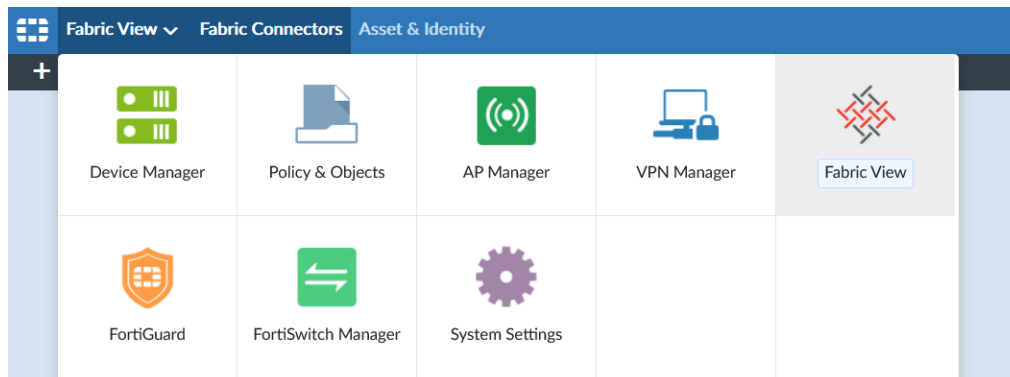 Fabric View Fabric Connectors Asset & Identity
+
Device Manager Policy & Objects AP Manager VPN Manager Fabric View
FortiGuard FortiSwitch Manager System Settings